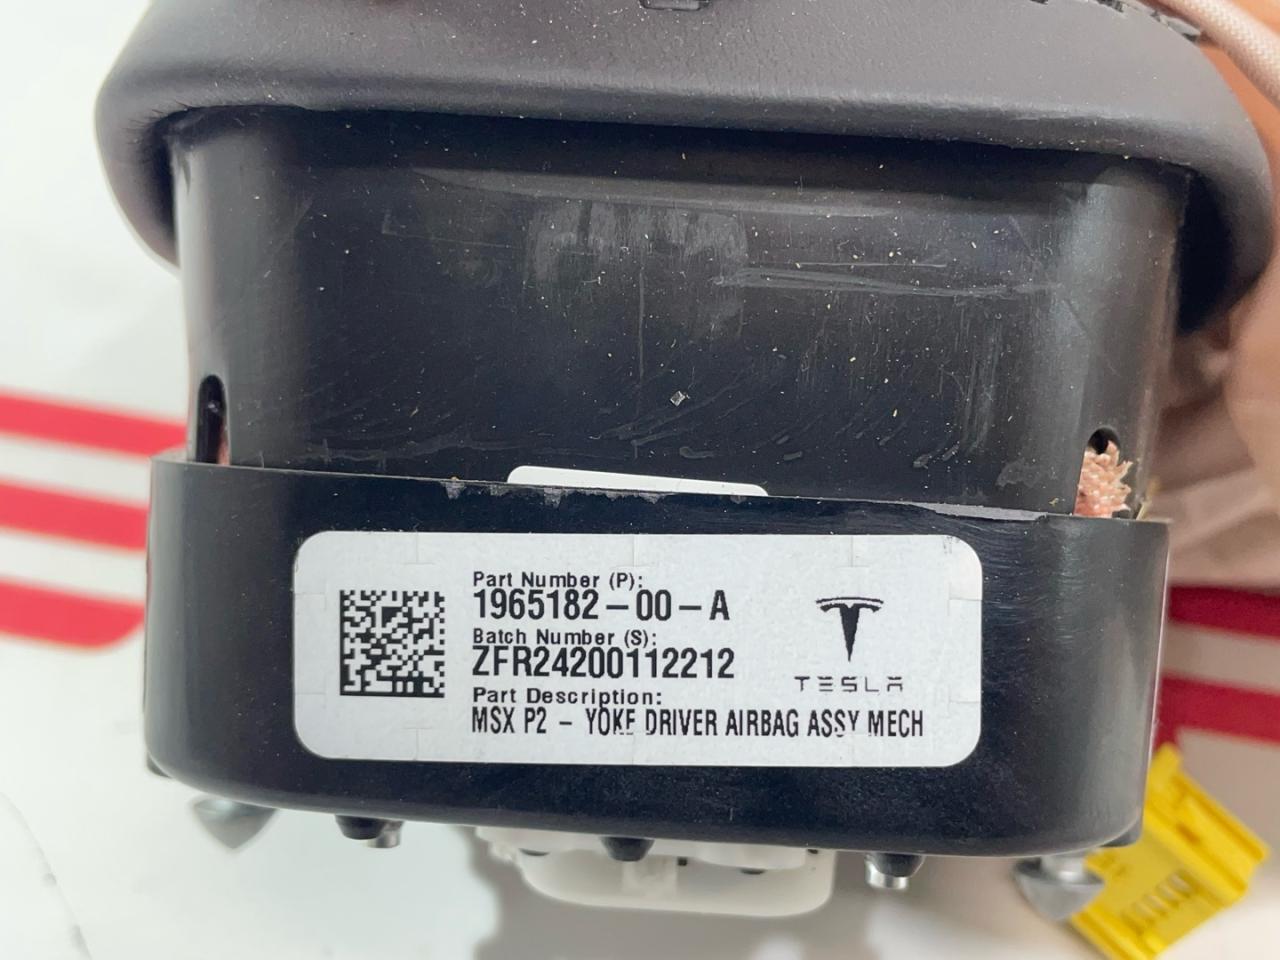 Part Number (P):
1965182-00-A
Batch Number (S):
ZFR24200112212
Part Description:
MSX P2 - YOKE DRIVER AIRBAG ASSY MECH
TESLA